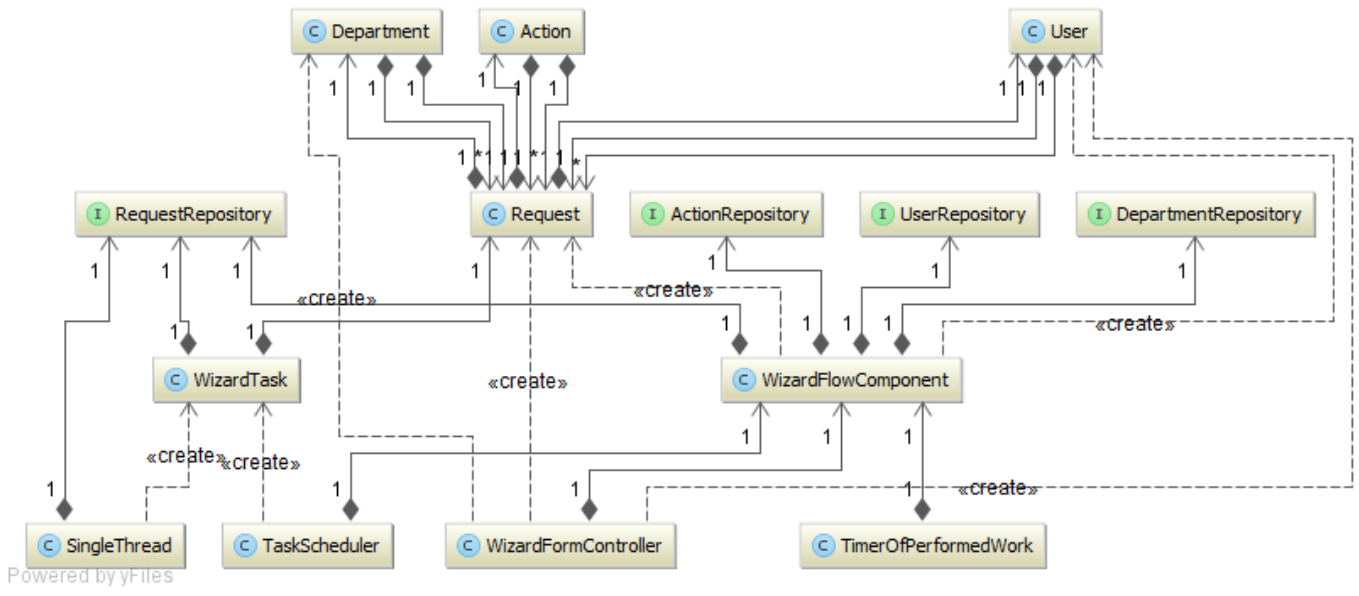 C Department
C Action
C User
1 1 1 1 1 1 1 1 1
1 * 1 1 1 * 1 1 *
I RequestRepository
C Request
I ActionRepository
I UserRepository
I DepartmentRepository
1 1 1 1 1 1 1
«create»
«create»
«create»
1 1 1 1 1 1
C WizardTask
«create»
C WizardFlowComponent
1 1 1
«create»
«create»
1 1 1 1
«create»
C SingleThread
C TaskScheduler
C WizardFormController
C TimerOfPerformedWork
Powered by yFiles